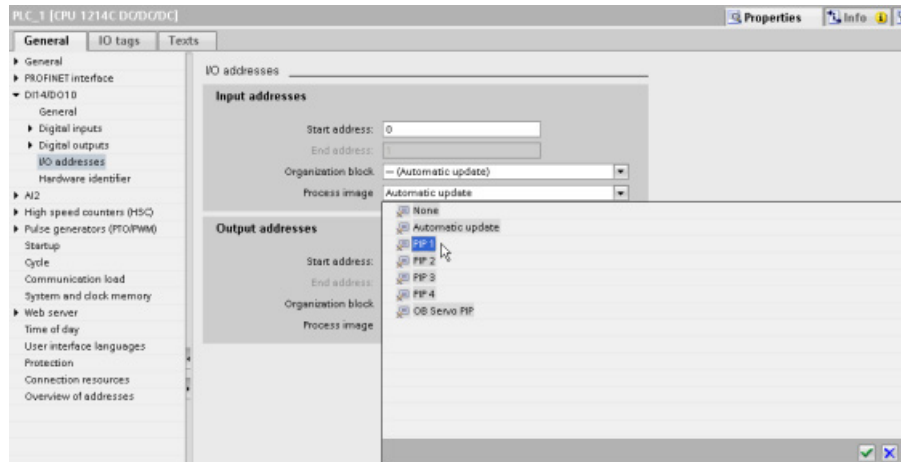 PLC_1 [CPU 1214C DC/DC/DC]
Properties
Info
General
IO tags
Texts
General
PROFINET interface
DI14/DO10
General
Digital inputs
Digital outputs
I/O addresses
Hardware identifier
AI2
High speed counters (HSC)
Pulse generators (PTO/PWM)
Startup
Cycle
Communication load
System and clock memory
Web server
Time of day
User interface languages
Protection
Connection resources
Overview of addresses
I/O addresses
Input addresses
Start address: 0
End address: 1
Organization block — (Automatic update)
Process image Automatic update
None
Automatic update
PIP 1
PIP 2
PIP 3
PIP 4
OB Servo PIP
Output addresses
Start address:
End address:
Organization block
Process image